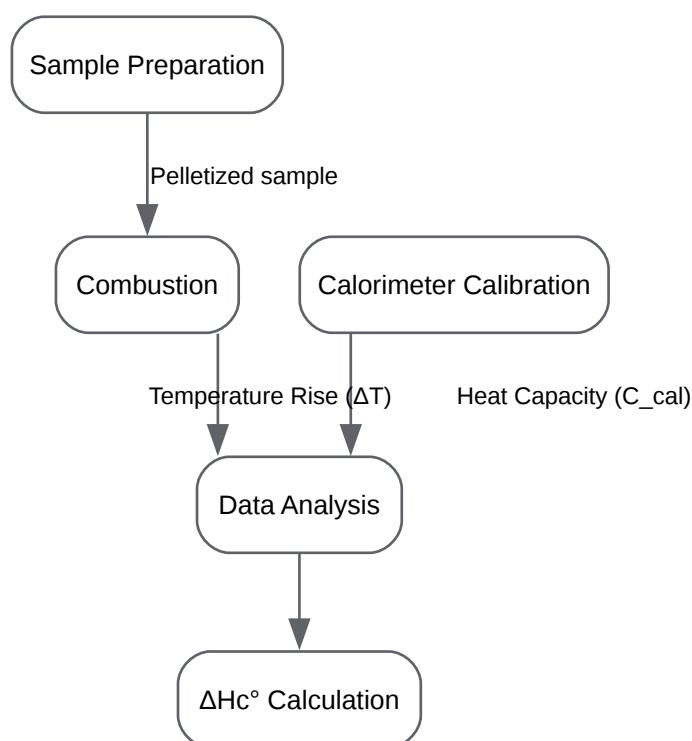 Sample Preparation
Pelletized sample
Combustion
Calorimeter Calibration
Temperature Rise (ΔT)
Heat Capacity (C_cal)
Data Analysis
ΔHc° Calculation